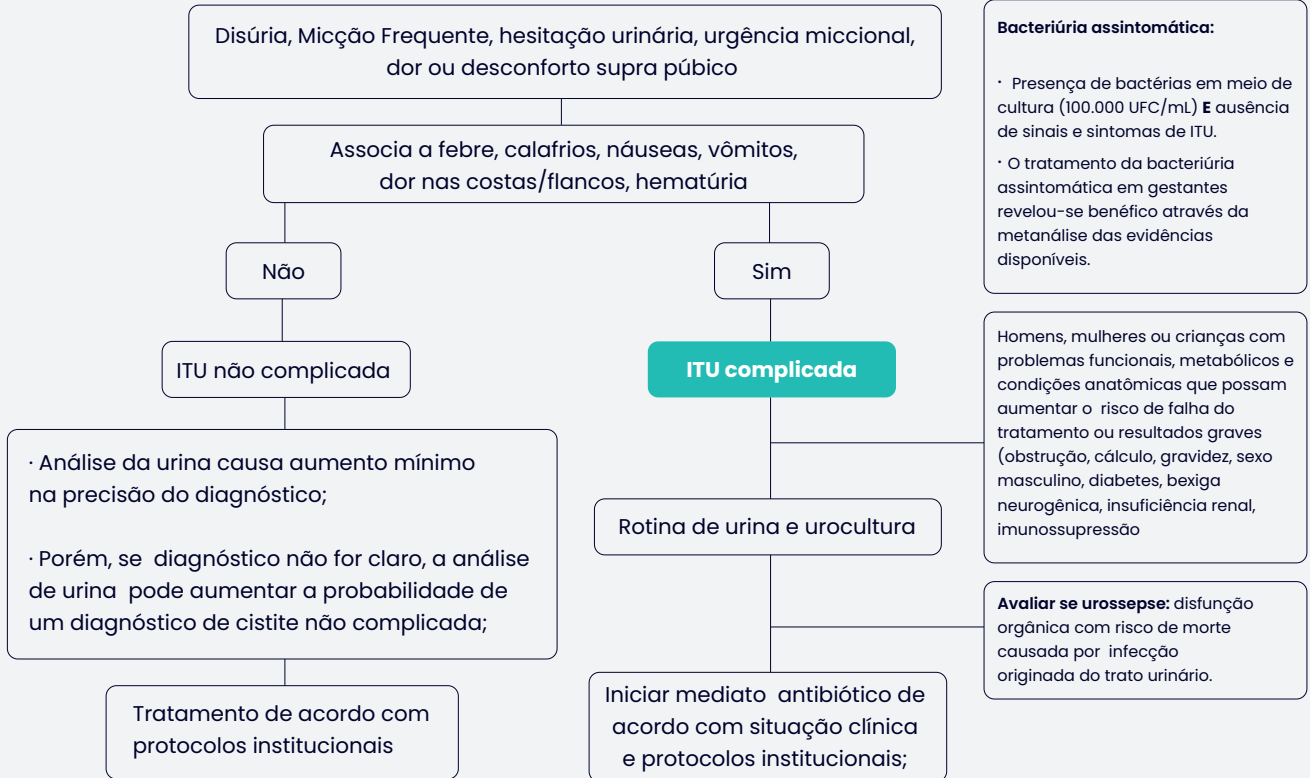 Disúria, Micção Frequente, hesitação urinária, urgência miccional,
dor ou desconforto supra púbico
Associa a febre, calafrios, náuseas, vômitos,
dor nas costas/flancos, hematúria
Não
Sim
ITU não complicada
ITU complicada
· Análise da urina causa aumento mínimo
na precisão do diagnóstico;
· Porém, se diagnóstico não for claro, a análise
de urina pode aumentar a probabilidade de
um diagnóstico de cistite não complicada;
Rotina de urina e urocultura
Tratamento de acordo com
protocolos institucionais
Iniciar mediato antibiótico de
acordo com situação clínica
e protocolos institucionais;
Bacteriúria assintomática:
· Presença de bactérias em meio de
cultura (100.000 UFC/mL) E ausência
de sinais e sintomas de ITU.
· O tratamento da bacteriúria
assintomática em gestantes
revelou-se benéfico através da
metanálise das evidências
disponíveis.
Homens, mulheres ou crianças com
problemas funcionais, metabólicos e
condições anatômicas que possam
aumentar o risco de falha do
tratamento ou resultados graves
(obstrução, cálculo, gravidez, sexo
masculino, diabetes, bexiga
neurogênica, insuficiência renal,
imunossupressão
Avaliar se urossepse: disfunção
orgânica com risco de morte
causada por infecção
originada do trato urinário.